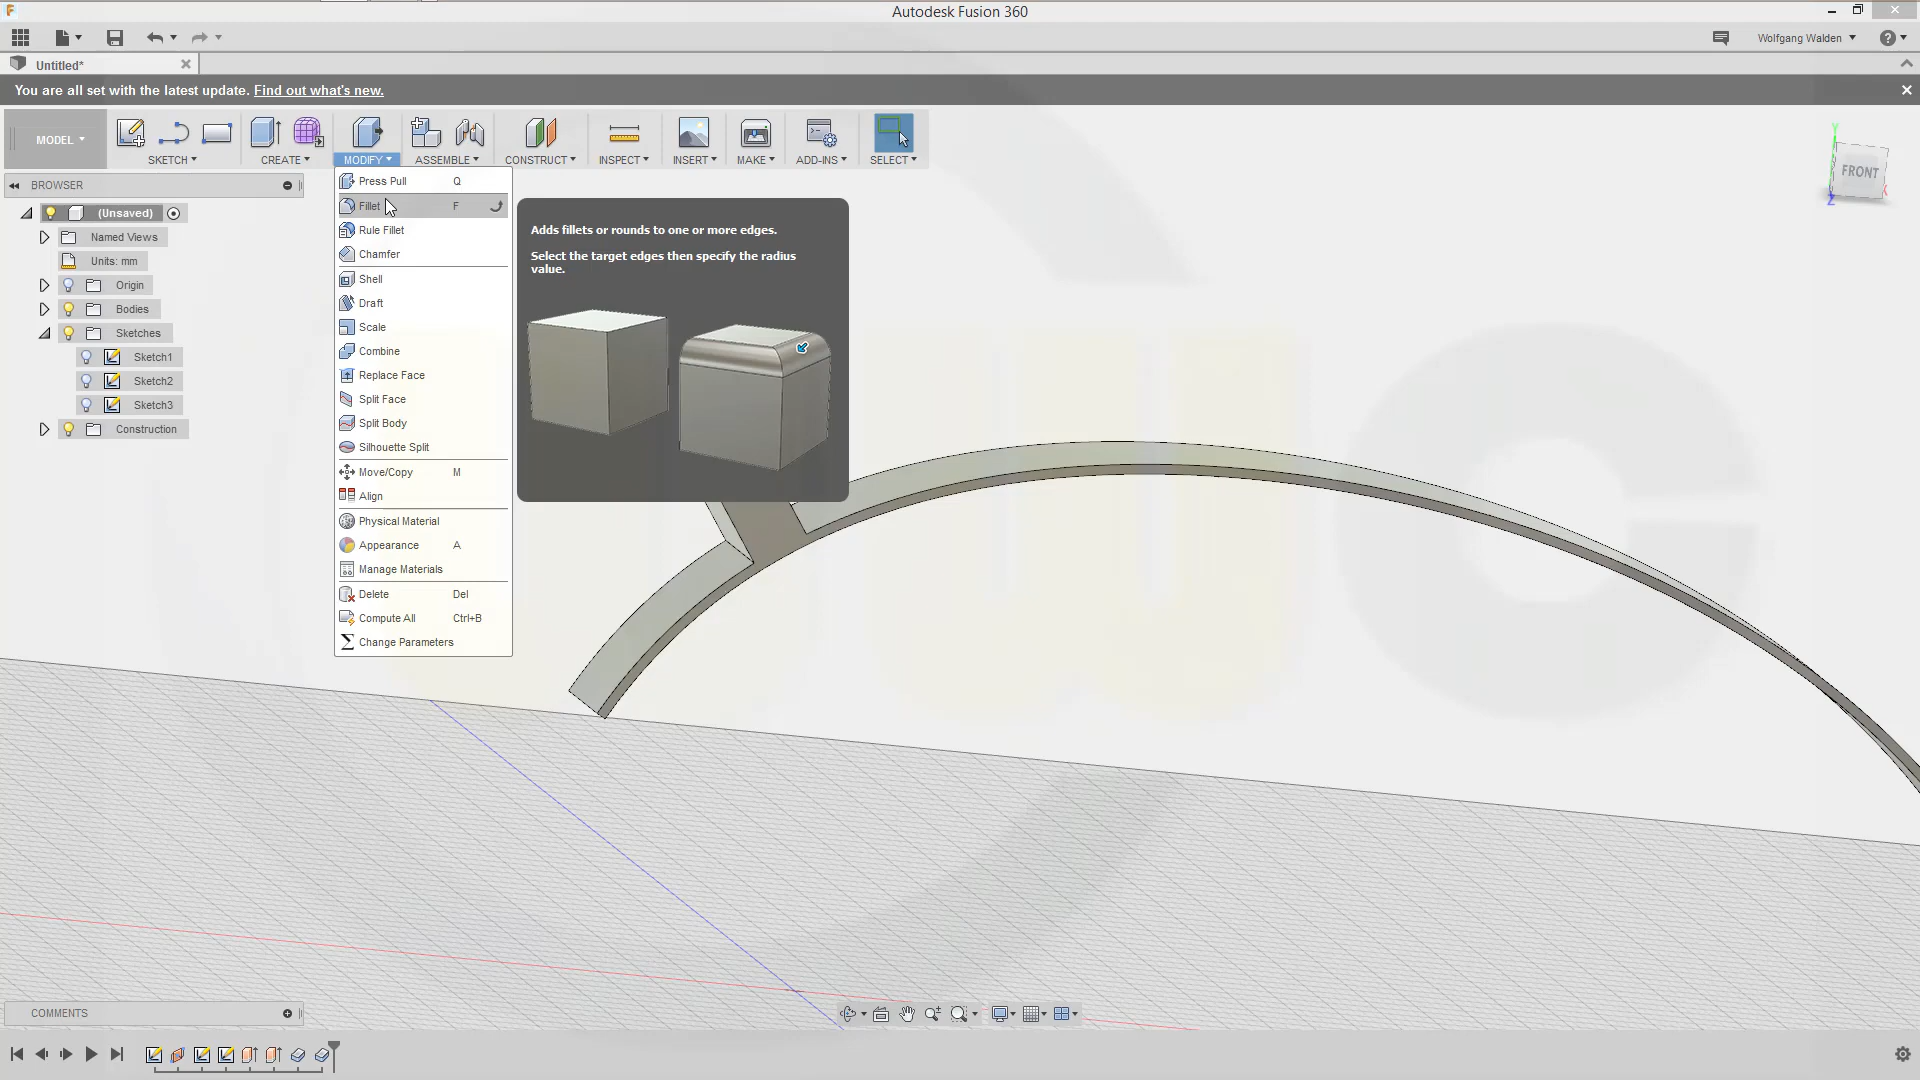 Autodesk Fusion 360
Wolfgang Walden
Untitled*
You are all set with the latest update. Find out what's new.
MODEL
SKETCH
CREATE
MODIFY
ASSEMBLE
CONSTRUCT
INSPECT
INSERT
MAKE
ADD-INS
SELECT
FRONT
Y
Z
X
BROWSER
(Unsaved)
Named Views
Units: mm
Origin
Bodies
Sketches
Sketch1
Sketch2
Sketch3
Construction
Press Pull Q
Fillet F
Rule Fillet
Chamfer
Shell
Draft
Scale
Combine
Replace Face
Split Face
Split Body
Silhouette Split
Move/Copy M
Align
Physical Material
Appearance A
Manage Materials
Delete Del
Compute All Ctrl+B
Change Parameters
Adds fillets or rounds to one or more edges.
Select the target edges then specify the radius
value.
COMMENTS